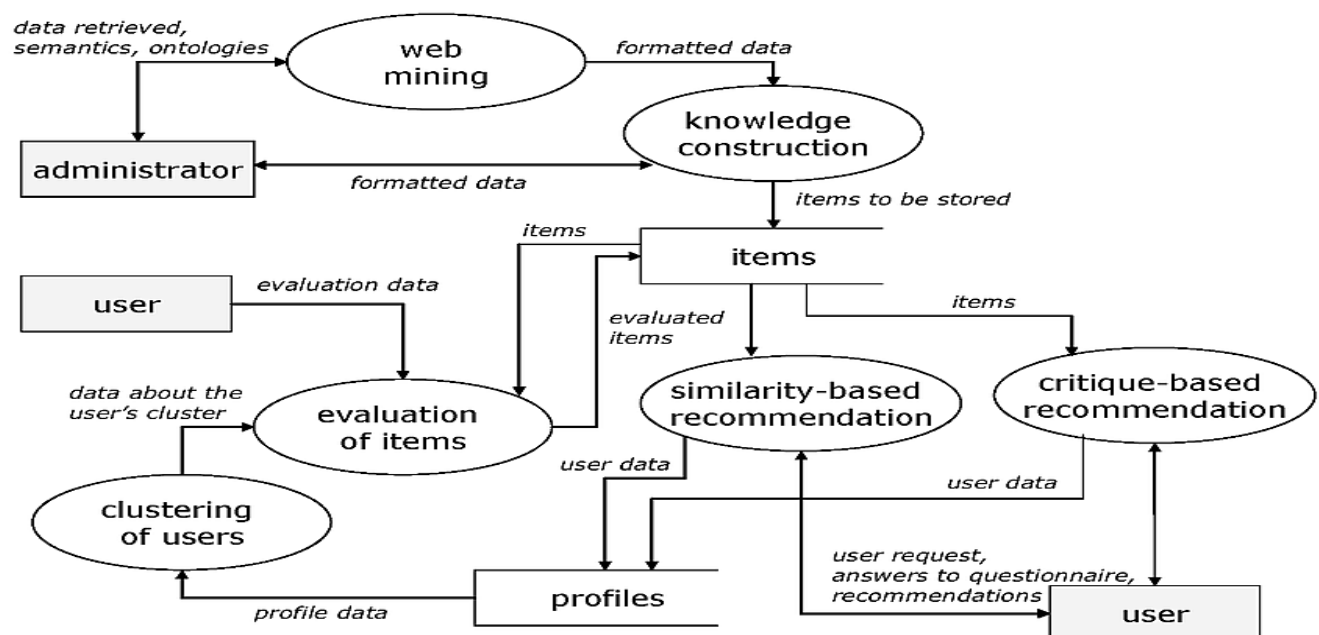 data retrieved,
semantics, ontologies
web
mining
formatted data
knowledge
construction
administrator
formatted data
items to be stored
items
items
user
evaluation data
evaluated
items
items
data about the
user's cluster
evaluation
of items
similarity-based
recommendation
critique-based
recommendation
user data
user data
clustering
of users
profile data
profiles
user request,
answers to questionnaire,
recommendations
user